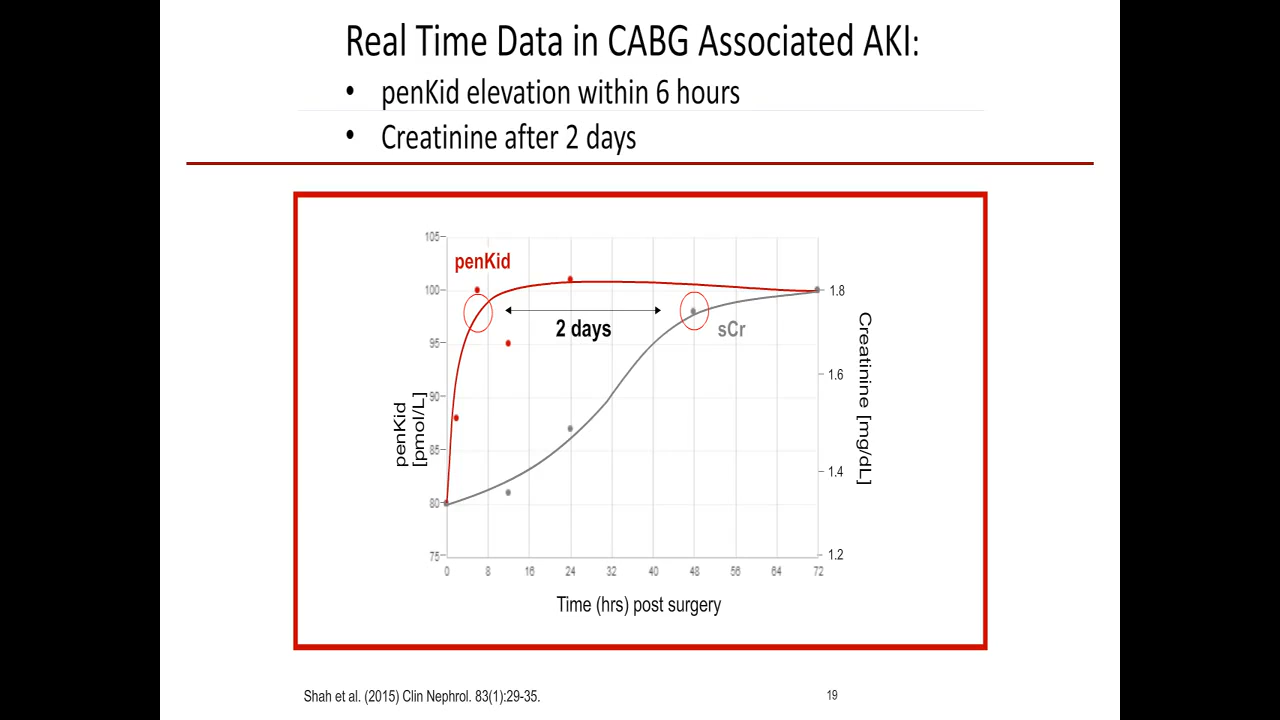 Real Time Data in CABG Associated AKI:
• penKid elevation within 6 hours
• Creatinine after 2 days
105
penKid
100
1.8
2 days
sCr
95
1.6
90
penKid
[pmol/L]
Creatinine [mg/dL]
85
1.4
80
75
1.2
0 8 16 24 32 40 48 56 64 72
Time (hrs) post surgery
Shah et al. (2015) Clin Nephrol. 83(1):29-35.
19